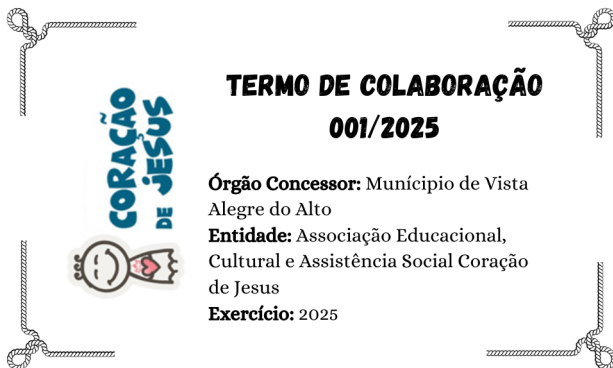 TERMO DE COLABORAÇÃO
001/2025
CORAÇÃO
DE JESUS
Órgão Concessor: Munícipio de Vista
Alegre do Alto
Entidade: Associação Educacional,
Cultural e Assistência Social Coração
de Jesus
Exercício: 2025